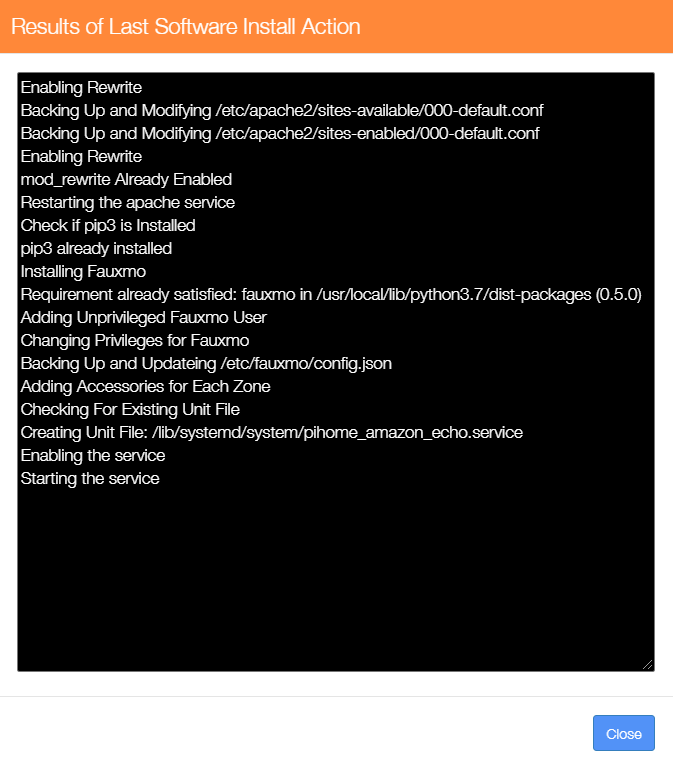 Results of Last Software Install Action
Enabling Rewrite
Backing Up and Modifying /etc/apache2/sites-available/000-default.conf
Backing Up and Modifying /etc/apache2/sites-enabled/000-default.conf
Enabling Rewrite
mod_rewrite Already Enabled
Restarting the apache service
Check if pip3 is Installed
pip3 already installed
Installing Fauxmo
Requirement already satisfied: fauxmo in /usr/local/lib/python3.7/dist-packages (0.5.0)
Adding Unprivileged Fauxmo User
Changing Privileges for Fauxmo
Backing Up and Updateing /etc/fauxmo/config.json
Adding Accessories for Each Zone
Checking For Existing Unit File
Creating Unit File: /lib/systemd/system/pihome_amazon_echo.service
Enabling the service
Starting the service
Close